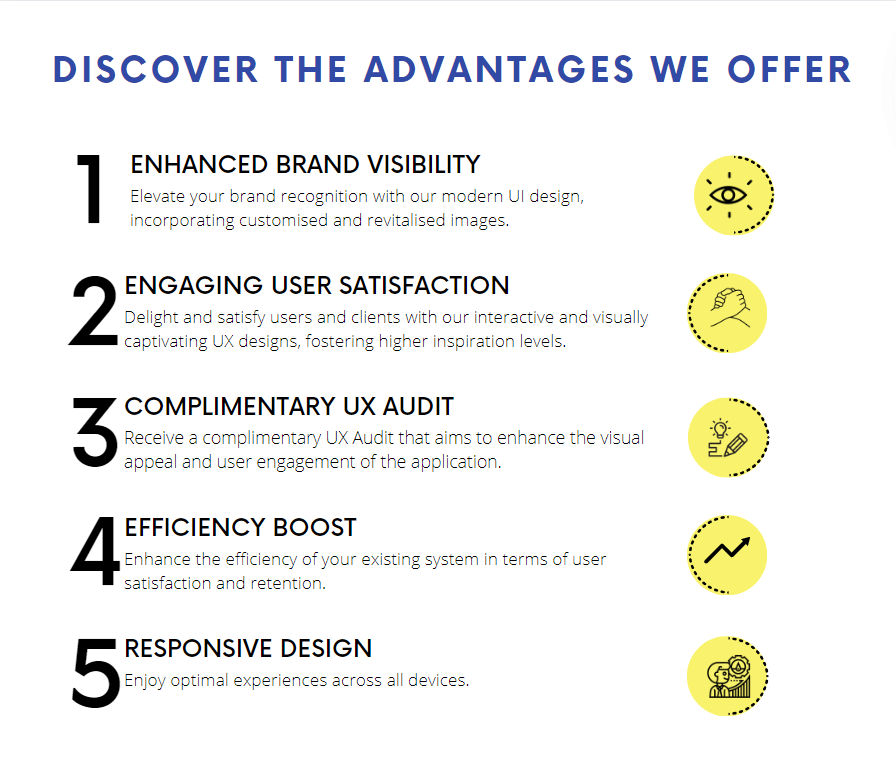 DISCOVER THE ADVANTAGES WE OFFER
1
ENHANCED BRAND VISIBILITY
Elevate your brand recognition with our modern UI design,
incorporating customised and revitalised images.
2
ENGAGING USER SATISFACTION
Delight and satisfy users and clients with our interactive and visually
captivating UX designs, fostering higher inspiration levels.
3
COMPLIMENTARY UX AUDIT
Receive a complimentary UX Audit that aims to enhance the visual
appeal and user engagement of the application.
4
EFFICIENCY BOOST
Enhance the efficiency of your existing system in terms of user
satisfaction and retention.
5
RESPONSIVE DESIGN
Enjoy optimal experiences across all devices.